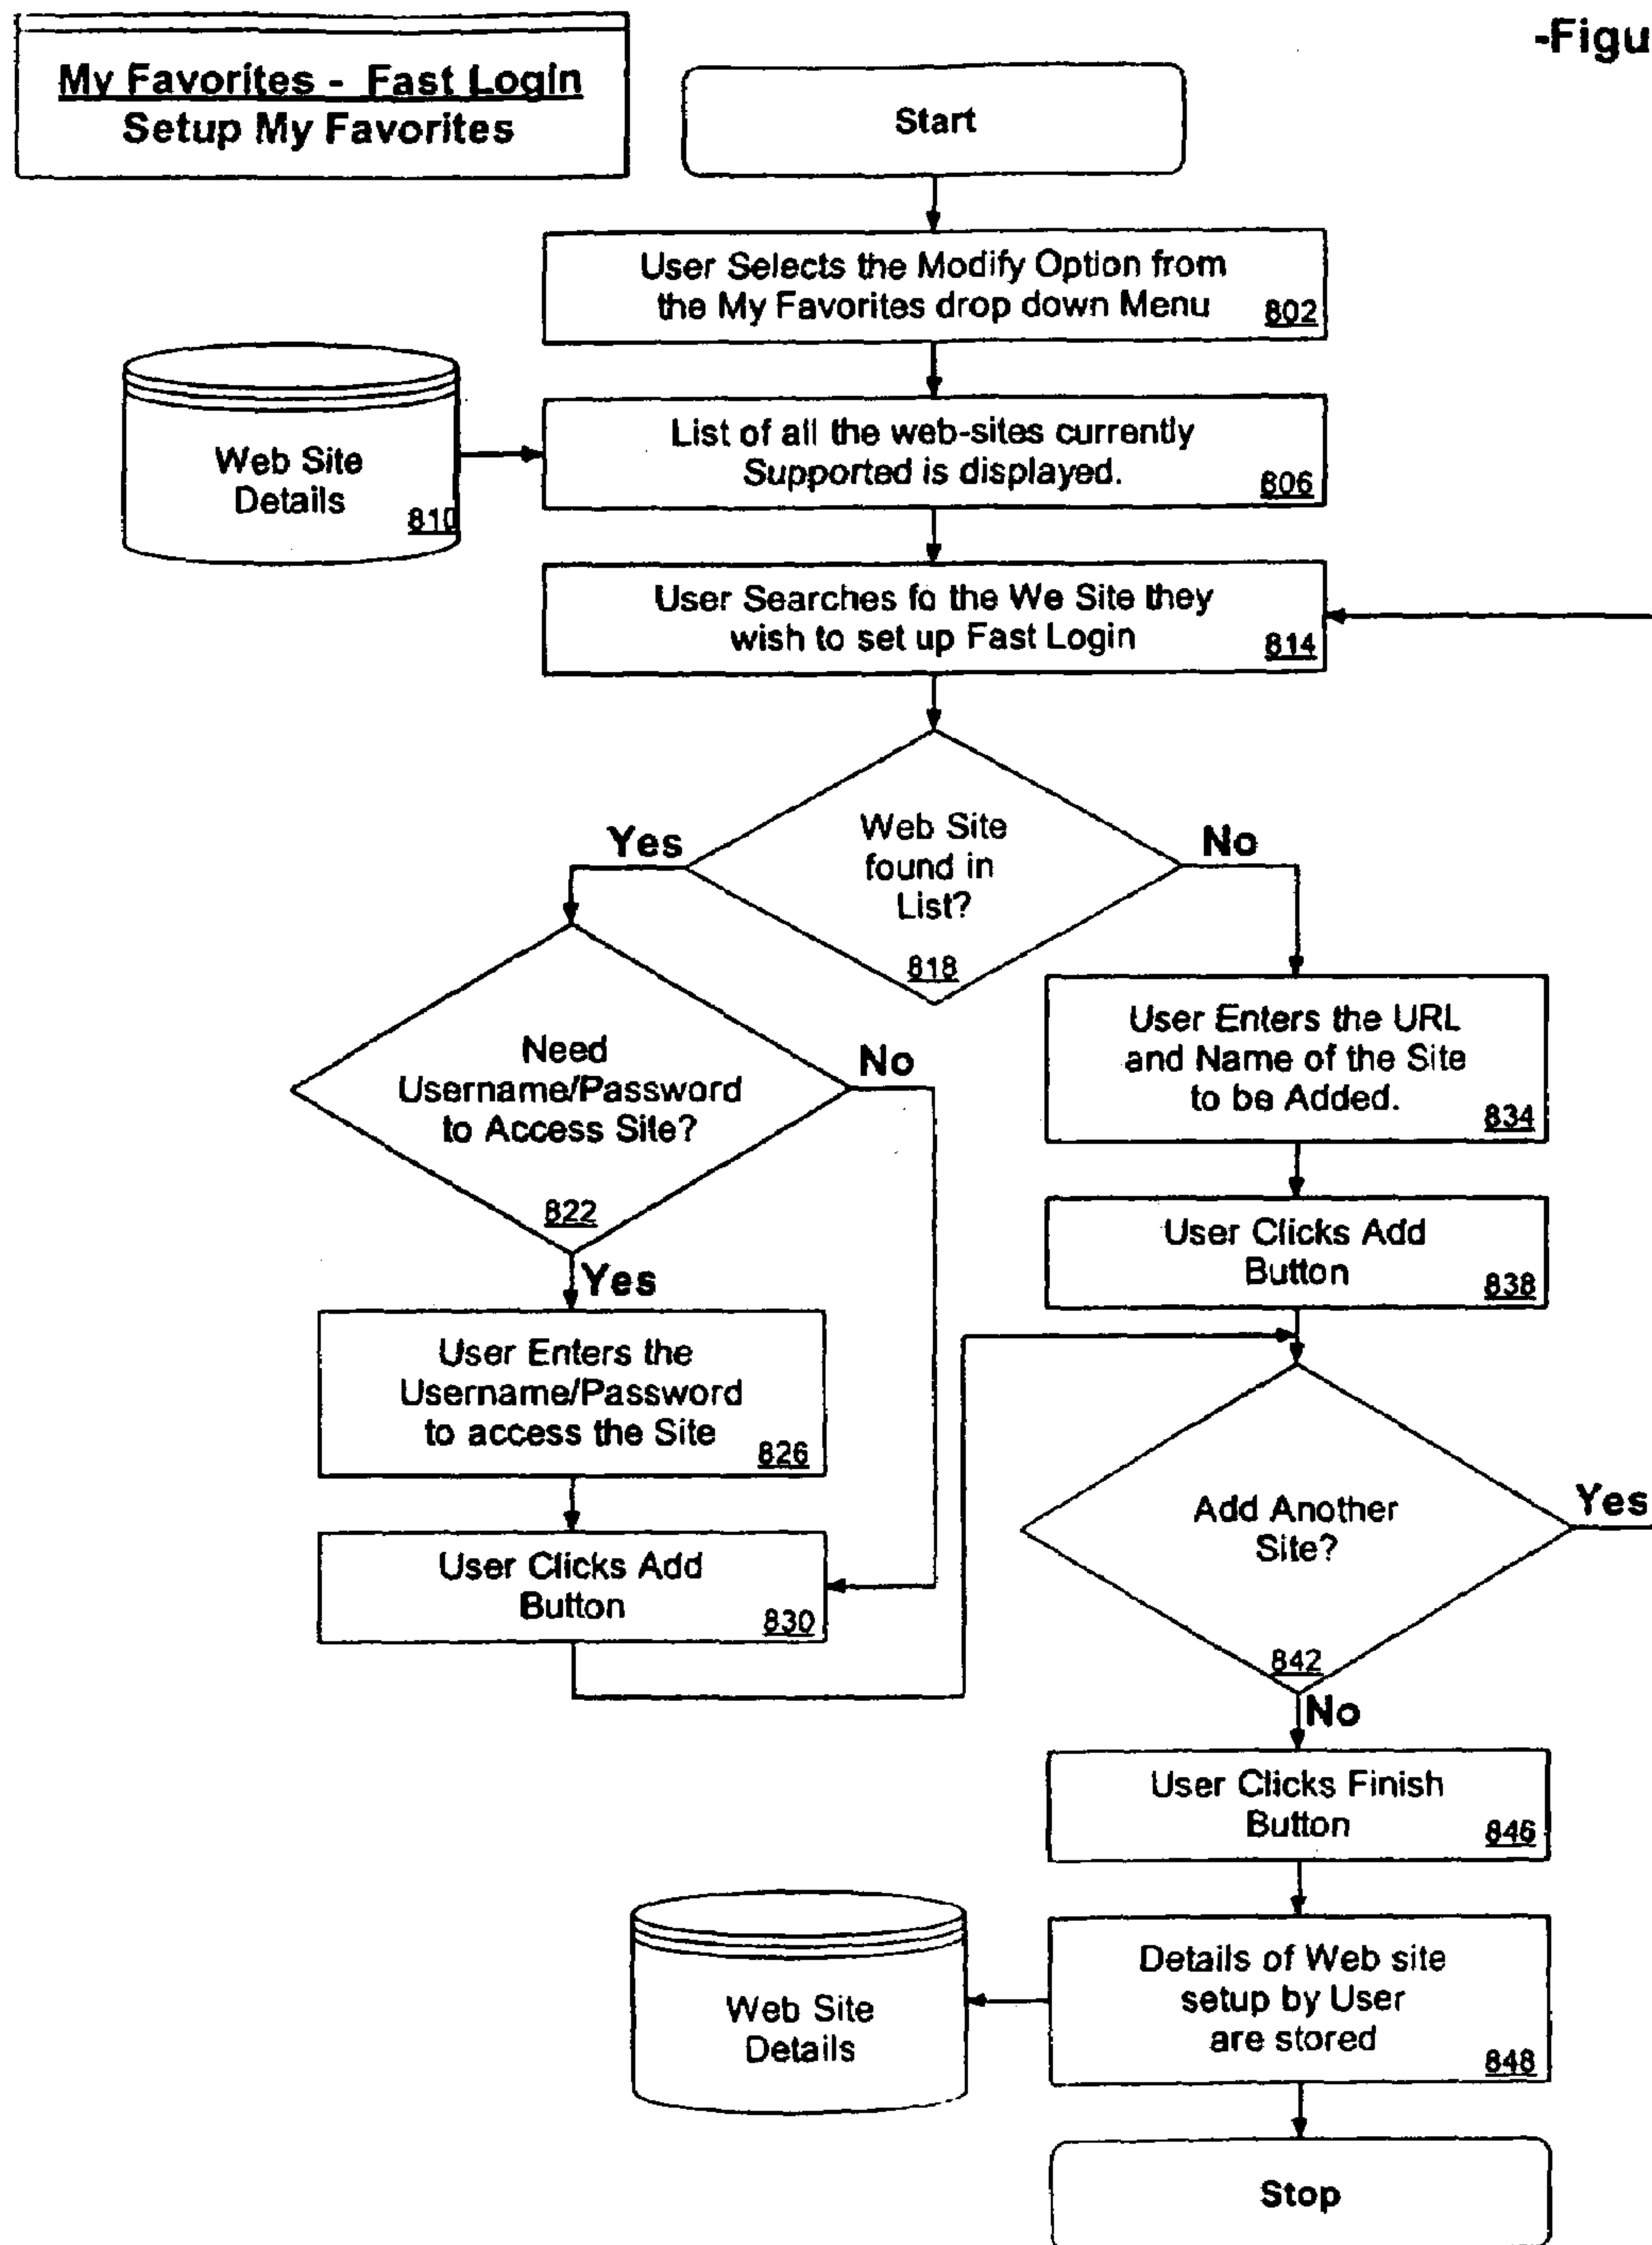 -Figu
My Favorites - Fast Login
Setup My Favorites
Start
User Selects the Modify Option from
the My Favorites drop down Menu
802
Web Site
Details
810
List of all the web-sites currently
Supported is displayed.
806
User Searches fo the We Site they
wish to set up Fast Login
814
Web Site
found in
List?
818
Yes
No
Need
Username/Password
to Access Site?
822
No
Yes
User Enters the URL
and Name of the Site
to be Added.
834
User Clicks Add
Button
838
User Enters the
Username/Password
to access the Site
826
User Clicks Add
Button
830
Add Another
Site?
842
Yes
No
User Clicks Finish
Button
846
Web Site
Details
Details of Web site
setup by User
are stored
848
Stop